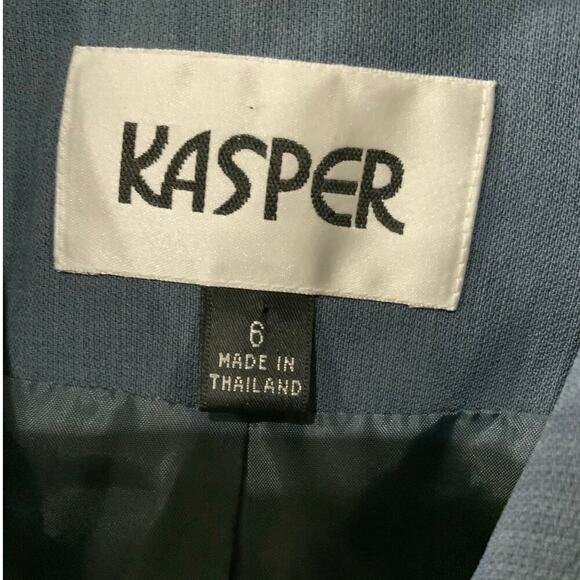 KASPER
6
MADE IN
THAILAND